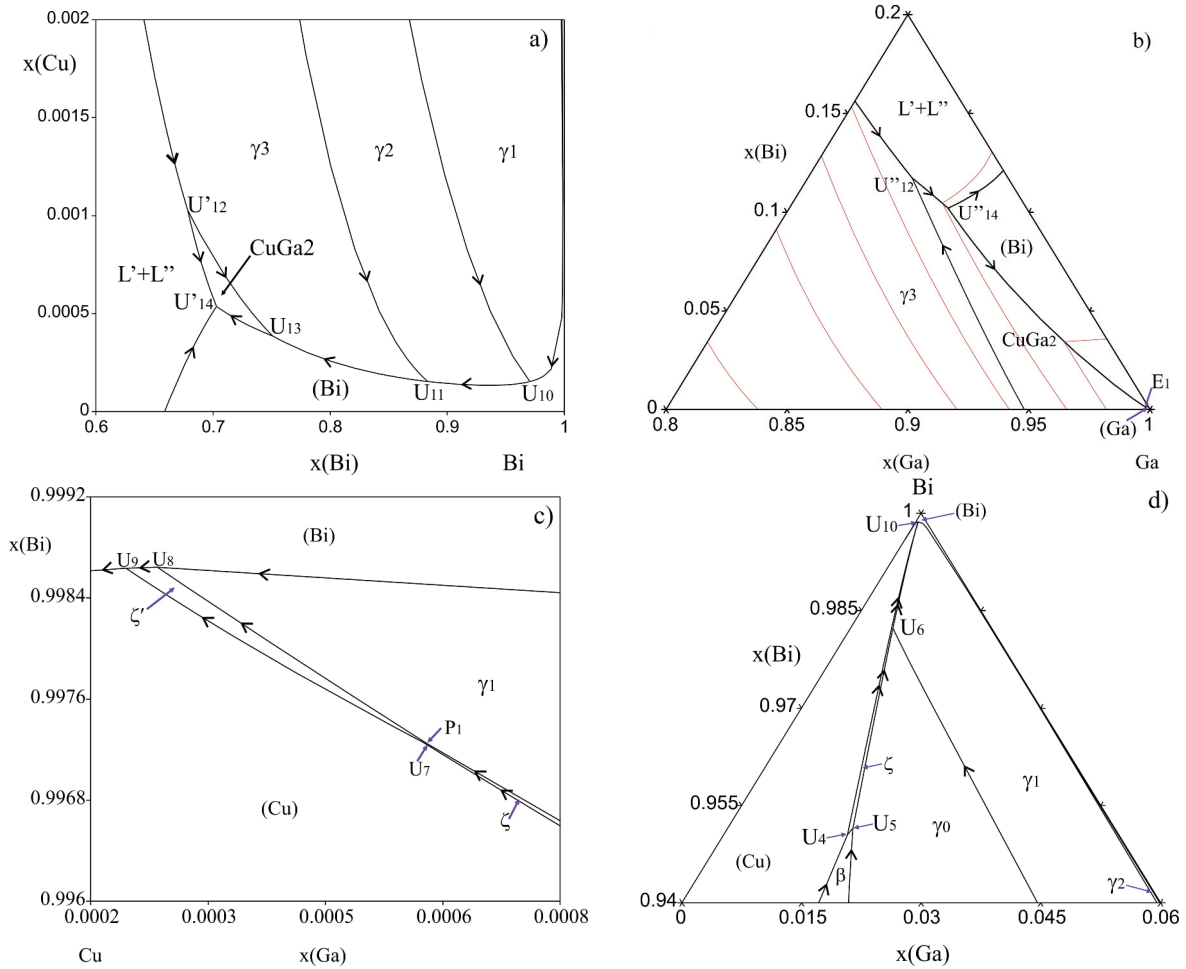 a)
x(Cu)
0.002
0.0015
0.001
0.0005
0
γ3
γ2
γ1
U'12
CuGa2
L'+L''
U'14
U13
(Bi)
U11
U10
0.6
0.7
0.8
0.9
1
x(Bi)
Bi
b)
0.2
L'+L''
0.15
x(Bi)
U''12
U''14
0.1
(Bi)
γ3
0.05
CuGa2
E1
0
(Ga)
0.8
0.85
0.9
0.95
1
x(Ga)
Ga
c)
0.9992
x(Bi)
(Bi)
U9
U8
0.9984
ζ'
γ1
0.9976
P1
U7
(Cu)
0.9968
ζ
0.996
0.0002
0.0003
0.0005
0.0006
0.0008
Cu
x(Ga)
Bi
d)
1
(Bi)
U10
0.985
U6
x(Bi)
0.97
ζ
γ1
0.955
U4
U5
γ0
(Cu)
β
γ2
0.94
0
0.015
0.03
0.045
0.06
x(Ga)